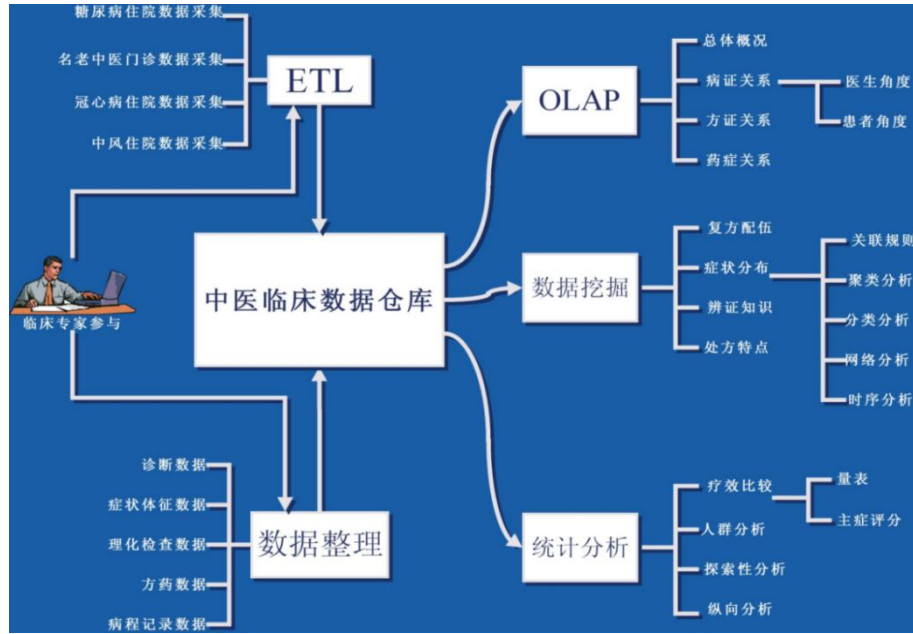 糖尿病住院数据采集
名老中医门诊数据采集
冠心病住院数据采集
中风住院数据采集
ETL
临床专家参与
中医临床数据仓库
诊断数据
症状体征数据
理化检查数据
方药数据
病程记录数据
数据整理
OLAP
总体概况
病证关系
方证关系
药症关系
医生角度
患者角度
数据挖掘
复方配伍
症状分布
辨证知识
处方特点
关联规则
聚类分析
分类分析
网络分析
时序分析
统计分析
疗效比较
人群分析
探索性分析
纵向分析
量表
主症评分